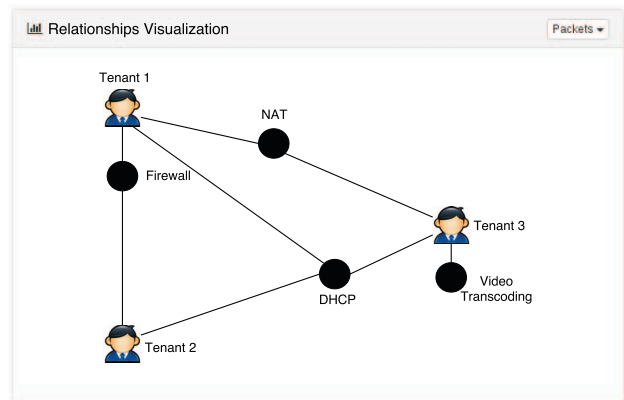 Relationships Visualization
Packets
Tenant 1
NAT
Firewall
Tenant 3
Video
Transcoding
DHCP
Tenant 2